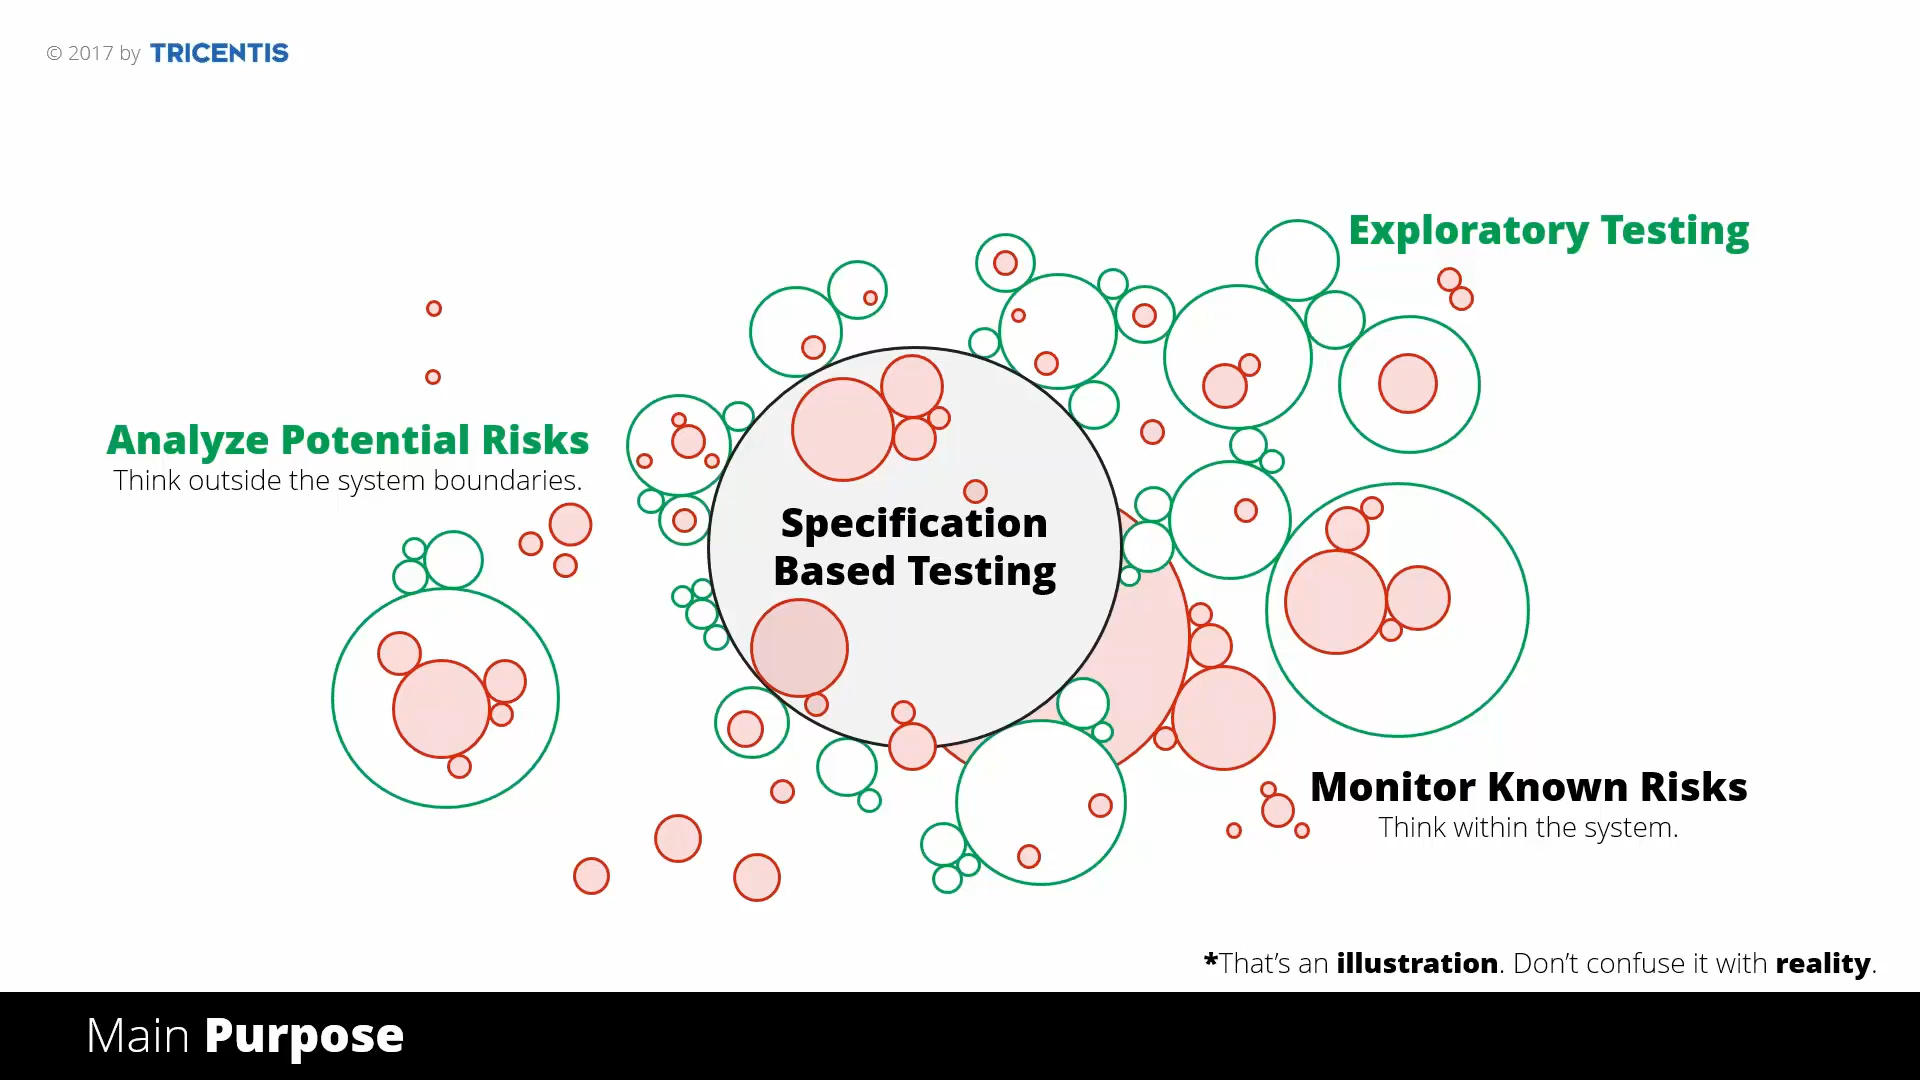 © 2017 by TRICENTIS
Exploratory Testing
Analyze Potential Risks
Think outside the system boundaries.
Specification
Based Testing
Monitor Known Risks
Think within the system.
*That’s an illustration. Don’t confuse it with reality.
Main Purpose